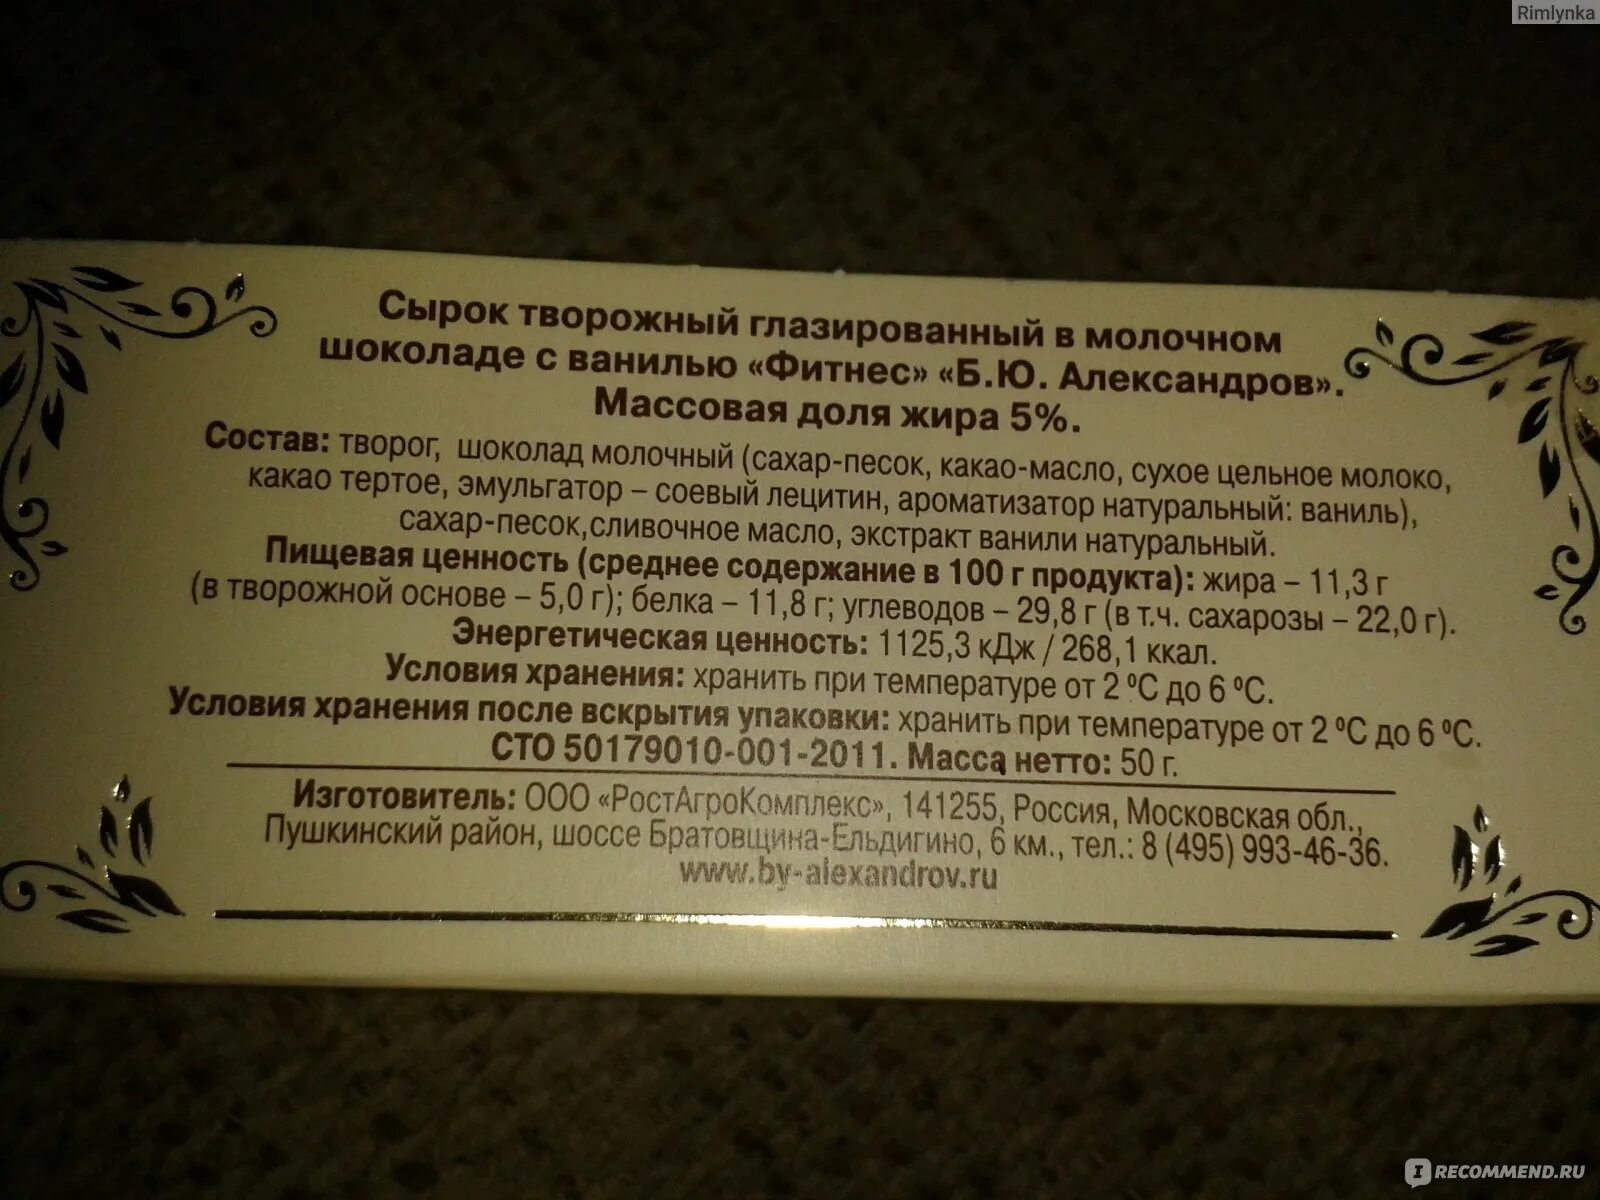 Rimlynka
Сырок творожный глазированный в молочном
шоколаде с ванилью «Фитнес» «Б.Ю. Александров».
Массовая доля жира 5%.
Состав: творог, шоколад молочный (сахар-песок, какао-масло, сухое цельное молоко,
какао тертое, эмульгатор – соевый лецитин, ароматизатор натуральный: ваниль),
сахар-песок,сливочное масло, экстракт ванили натуральный.
Пищевая ценность (среднее содержание в 100 г продукта): жира – 11,3 г
(в творожной основе – 5,0 г); белка – 11,8 г; углеводов – 29,8 г (в т.ч. сахарозы – 22,0 г).
Энергетическая ценность: 1125,3 кДж / 268,1 ккал.
Условия хранения: хранить при температуре от 2 ºС до 6 ºС.
Условия хранения после вскрытия упаковки: хранить при температуре от 2 ºС до 6 ºС.
СТО 50179010-001-2011. Масса нетто: 50 г.
Изготовитель: ООО «РостАгроКомплекс», 141255, Россия, Московская обл.,
Пушкинский район, шоссе Братовщина-Ельдигино, 6 км., тел.: 8 (495) 993-46-36.
www.by-alexandrov.ru
IRECOMMEND.RU